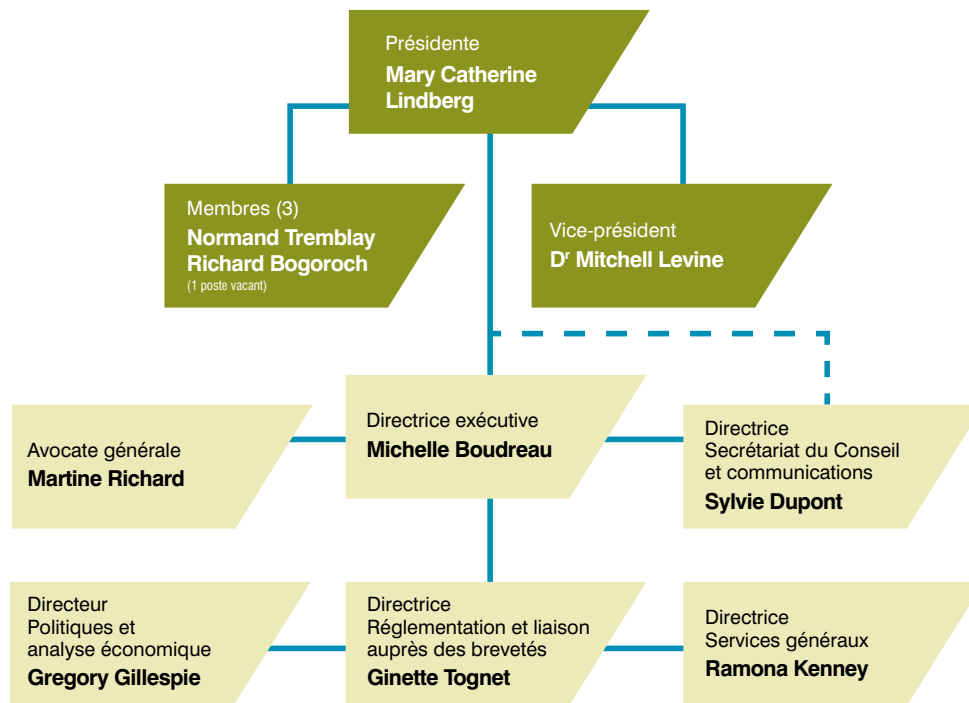 Présidente
Mary Catherine
Lindberg
Membres (3)
Normand Tremblay
Richard Bogoroch
(1 poste vacant)
Vice-président
Dr Mitchell Levine
Avocate générale
Martine Richard
Directrice exécutive
Michelle Boudreau
Directrice
Secrétariat du Conseil
et communications
Sylvie Dupont
Directeur
Politiques et
analyse économique
Gregory Gillespie
Directrice
Réglementation et liaison
auprès des brevetés
Ginette Tognet
Directrice
Services généraux
Ramona Kenney